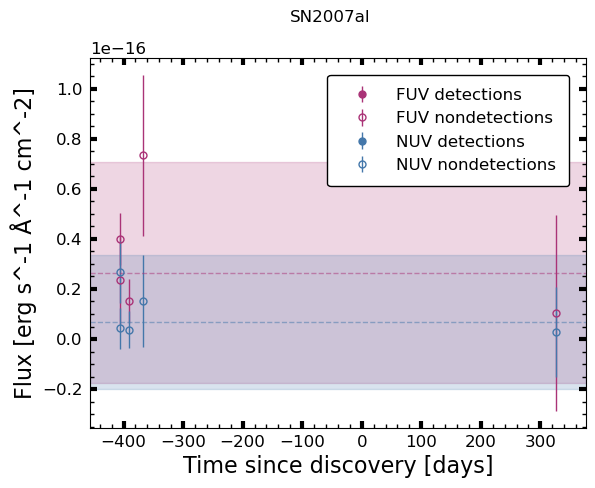 SN2007al
1e−16
Flux [erg s^-1 Å^-1 cm^-2]
1.0
0.8
0.6
0.4
0.2
0.0
−0.2
FUV detections
FUV nondetections
NUV detections
NUV nondetections
−400 −300 −200 −100 0 100 200 300
Time since discovery [days]